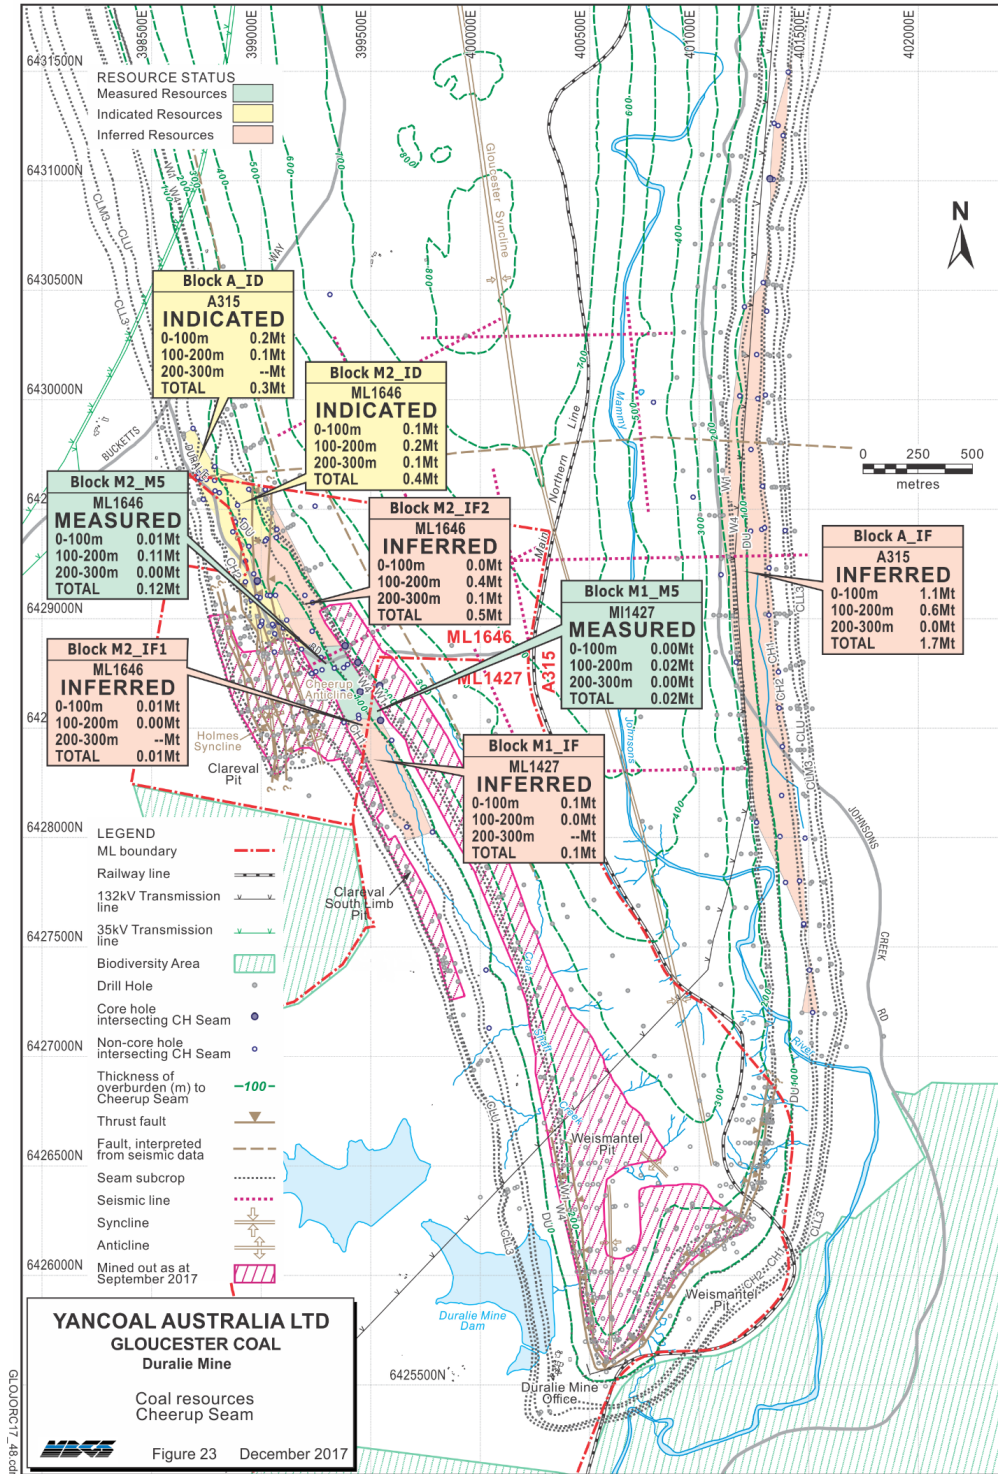 398500E
399000E
399500E
400000E
400500E
401000E
401500E
402000E
6431500N
RESOURCE STATUS
Measured Resources
Indicated Resources
Inferred Resources
6431000N
6430500N
6430000N
6429000N
6428000N
6427500N
6427000N
6426500N
6426000N
6425500N
N
0 250 500
metres
Block A_ID
A315
INDICATED
0-100m 0.2Mt
100-200m 0.1Mt
200-300m --Mt
TOTAL 0.3Mt
Block M2_ID
ML1646
INDICATED
0-100m 0.1Mt
100-200m 0.2Mt
200-300m 0.1Mt
TOTAL 0.4Mt
Block M2_M5
ML1646
MEASURED
0-100m 0.01Mt
100-200m 0.11Mt
200-300m 0.00Mt
TOTAL 0.12Mt
Block M2_IF2
ML1646
INFERRED
0-100m 0.0Mt
100-200m 0.4Mt
200-300m 0.1Mt
TOTAL 0.5Mt
Block A_IF
A315
INFERRED
0-100m 1.1Mt
100-200m 0.6Mt
200-300m 0.0Mt
TOTAL 1.7Mt
Block M1_M5
Ml1427
MEASURED
0-100m 0.00Mt
100-200m 0.02Mt
200-300m 0.00Mt
TOTAL 0.02Mt
Block M2_IF1
ML1646
INFERRED
0-100m 0.01Mt
100-200m 0.00Mt
200-300m --Mt
TOTAL 0.01Mt
Block M1_IF
ML1427
INFERRED
0-100m 0.1Mt
100-200m 0.0Mt
200-300m --Mt
TOTAL 0.1Mt
ML1646
ML1427
A315
Gloucester Syncline
Northern Line
Main
Mammy
Johnsons
River
BUCKETTS
WAY
Cheerup
Anticline
Holmes
Syncline
Clareval
Pit
Clareval
South Limb
Pit
Coal
Shaft
Creek
Weismantel
Pit
Weismantel
Pit
Duralie Mine
Dam
Duralie Mine
Office
JOHNSONS
CREEK
RD
CLM3
CLU
CLL3
LEGEND
ML boundary
Railway line
132kV Transmission
line
35kV Transmission
line
Biodiversity Area
Drill Hole
Core hole
intersecting CH Seam
Non-core hole
intersecting CH Seam
Thickness of
overburden (m) to
Cheerup Seam
–100–
Thrust fault
Fault, interpreted
from seismic data
Seam subcrop
Seismic line
Syncline
Anticline
Mined out as at
September 2017
YANCOAL AUSTRALIA LTD
GLOUCESTER COAL
Duralie Mine
Coal resources
Cheerup Seam
Figure 23 December 2017
GLOJORC17_48.cdr